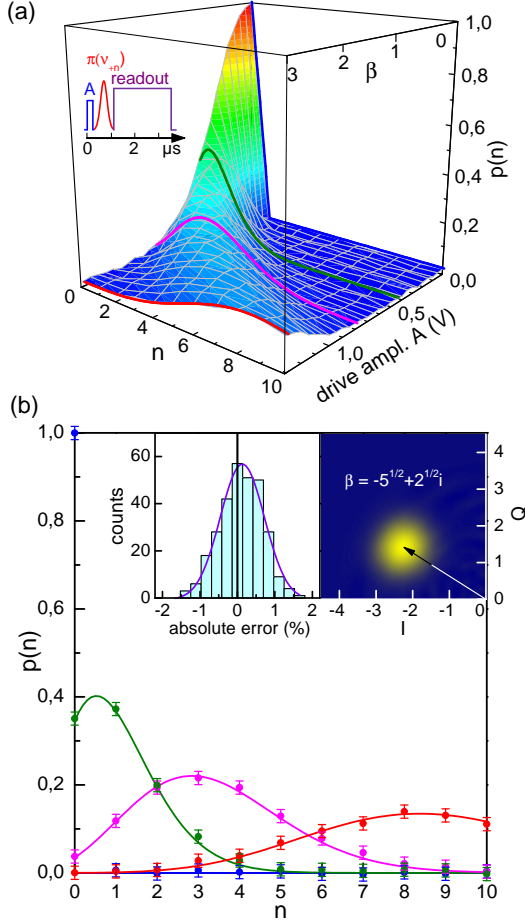 (a)
π(ν+n)
A
readout
0 2 μs
3 2 1 0
β
1,0
0,8
0,6
0,4
0,2
0,0
p(n)
0 2 4 6 8 10
n
0,5
1,0
drive ampl. A (V)
(b)
1,0
0,8
0,6
0,4
0,2
0,0
p(n)
0 1 2 3 4 5 6 7 8 9 10
n
60
40
20
0
counts
-2 -1 0 1 2
absolute error (%)
β = -5^1/2+2^1/2i
4
3
2
1
0
Q
-4 -3 -2 -1 0
I